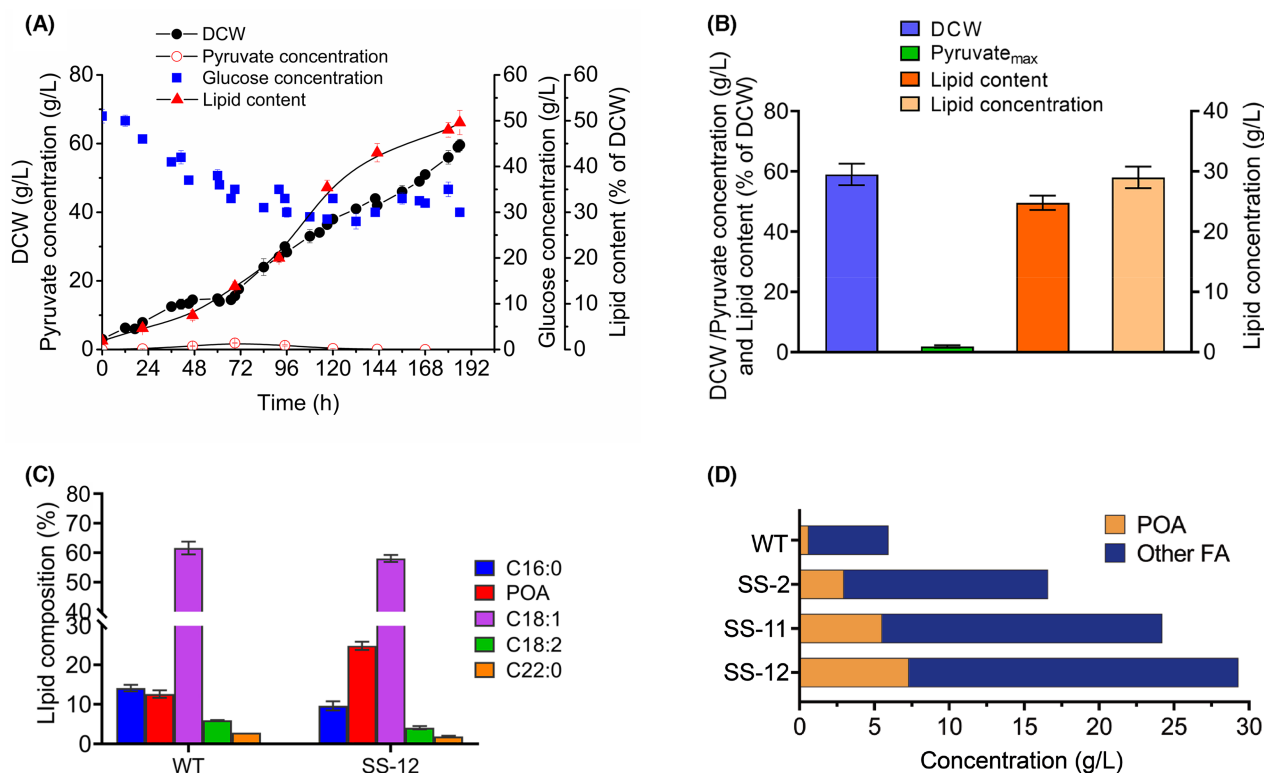 (A)
DCW
Pyruvate concentration
Glucose concentration
Lipid content
DCW (g/L)
Pyruvate concentration (g/L)
80
60
40
20
0
0 24 48 72 96 120 144 168 192
Time (h)
60
50
40
30
20
10
0
Glucose concentration (g/L)
60
50
40
30
20
10
0
Lipid content (% of DCW)
(B)
DCW
Pyruvatemax
Lipid content
Lipid concentration
DCW/Pyruvate concentration (g/L)
and Lipid content (% of DCW)
80
60
40
20
0
40
30
20
10
0
Lipid concentration (g/L)
(C)
LIpid composition (%)
80
70
60
50
40
30
20
10
0
WT SS-12
C16:0
POA
C18:1
C18:2
C22:0
(D)
POA
Other FA
WT
SS-2
SS-11
SS-12
0 5 10 15 20 25 30
Concentration (g/L)